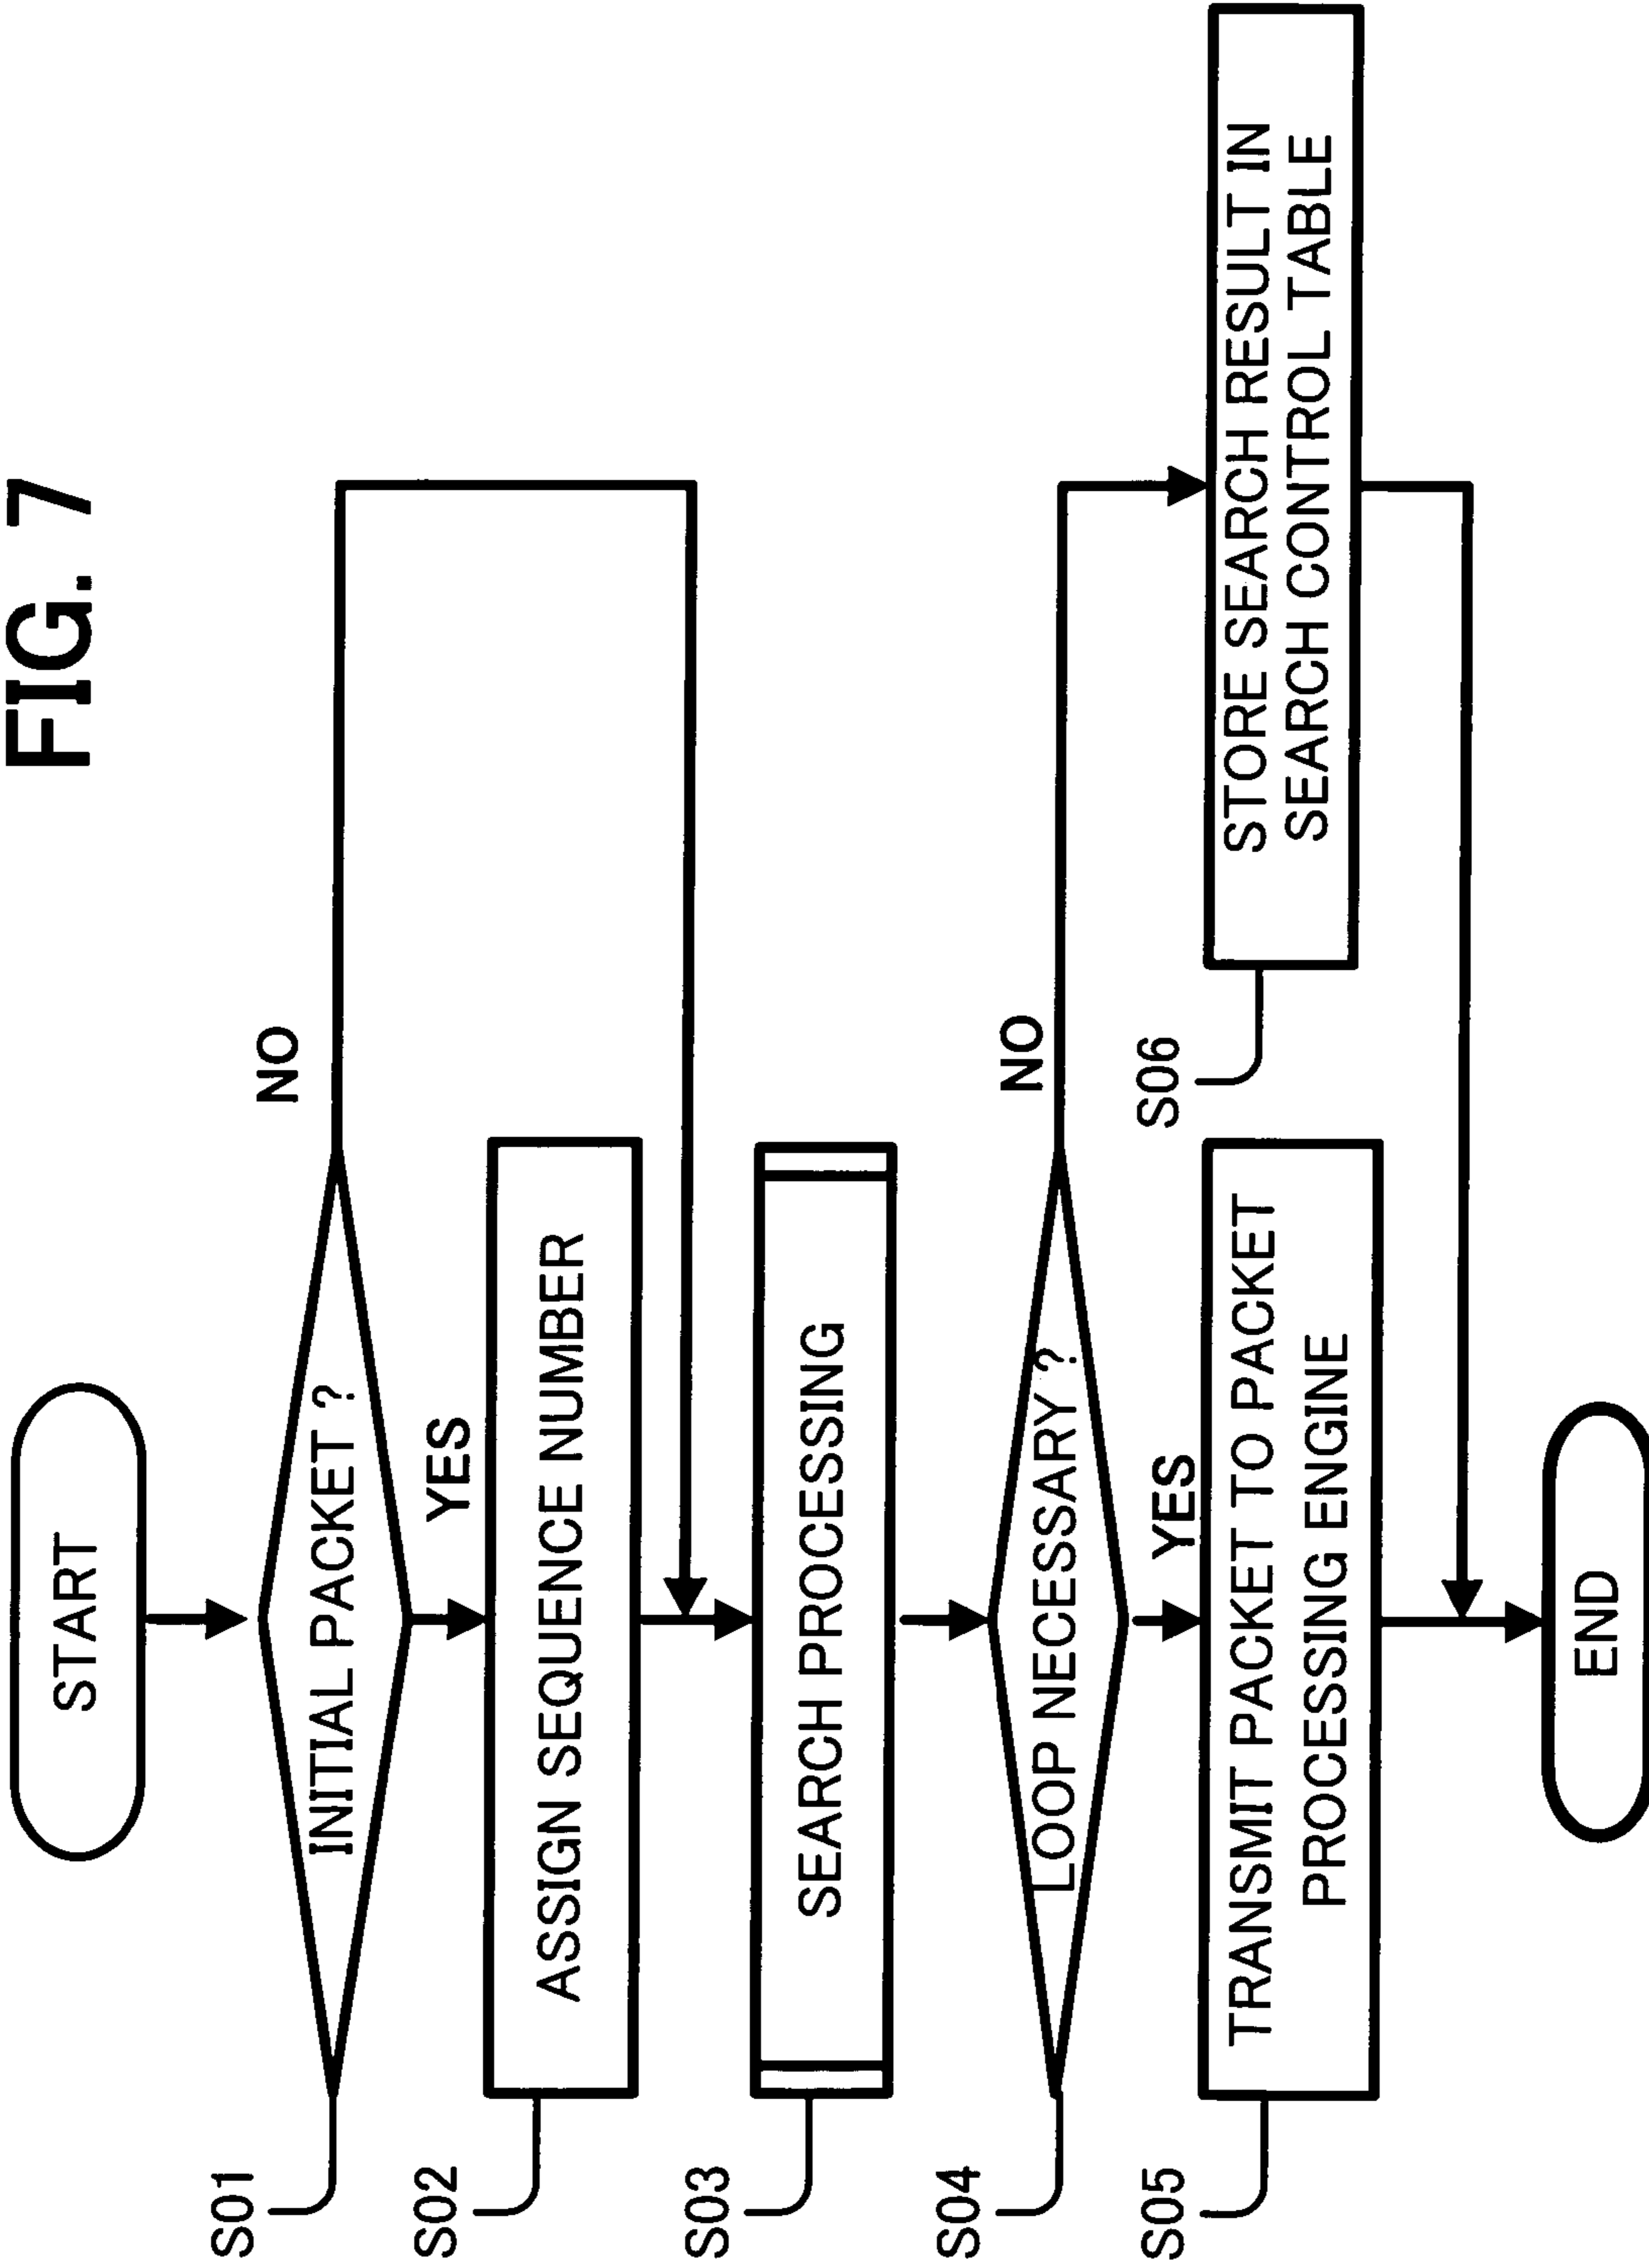 FIG. 7
START
S01
INITIAL PACKET ?
NO
YES
S02
ASSIGN SEQUENCE NUMBER
S03
SEARCH PROCESSING
S04
LOOP NECESSARY ?
NO
YES
S05
TRANSMIT PACKET TO PACKET
PROCESSING ENGINE
S06
STORE SEARCH RESULT IN
SEARCH CONTROL TABLE
END